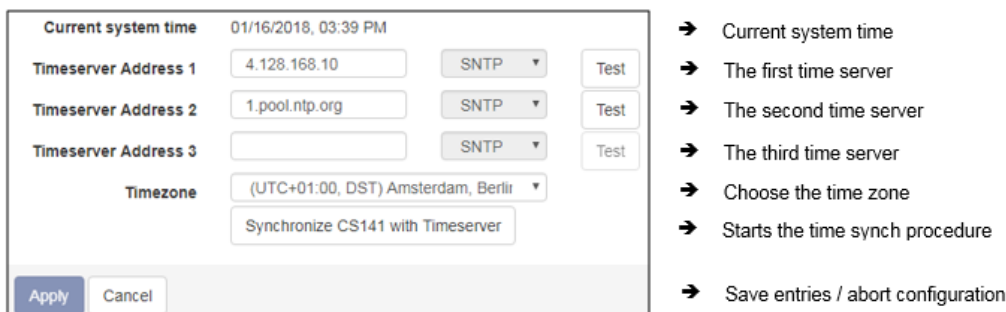 Current system time 01/16/2018, 03:39 PM ➔ Current system time
Timeserver Address 1 4.128.168.10 SNTP Test ➔ The first time server
Timeserver Address 2 1.pool.ntp.org SNTP Test ➔ The second time server
Timeserver Address 3 SNTP Test ➔ The third time server
Timezone (UTC+01:00, DST) Amsterdam, Berlir ➔ Choose the time zone
Synchronize CS141 with Timeserver ➔ Starts the time synch procedure
Apply Cancel ➔ Save entries / abort configuration